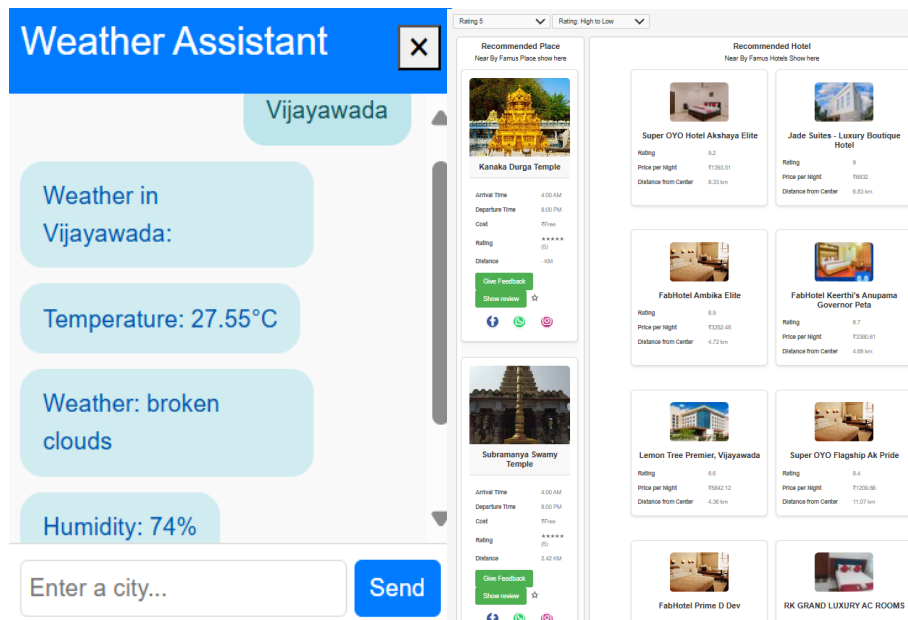 Weather Assistant
×
Vijayawada
Weather in
Vijayawada:
Temperature: 27.55°C
Weather: broken
clouds
Humidity: 74%
Enter a city...
Send
Rating 5
Rating: High to Low
Recommended Place
Near By Famus Place show here
Kanaka Durga Temple
Arrival Time 4:00 AM
Departure Time 8:00 PM
Cost ₹Free
Rating ★★★★★
(5)
Distance - KM
Give Feedback
Show review ☆
Subramanya Swamy
Temple
Arrival Time 4:00 AM
Departure Time 8:00 PM
Cost ₹Free
Rating ★★★★★
(5)
Distance 2.42 KM
Give Feedback
Show review ☆
Recommended Hotel
Near By Famus Hotels Show here
Super OYO Hotel Akshaya Elite
Rating 9.2
Price per Night ₹1393.51
Distance from Center 8.33 km
Jade Suites - Luxury Boutique
Hotel
Rating 9
Price per Night ₹6832
Distance from Center 6.83 km
FabHotel Ambika Elite
Rating 8.8
Price per Night ₹3252.48
Distance from Center 4.72 km
FabHotel Keerthi's Anupama
Governor Peta
Rating 8.7
Price per Night ₹3380.61
Distance from Center 4.68 km
Lemon Tree Premier, Vijayawada
Rating 8.6
Price per Night ₹5842.12
Distance from Center 4.36 km
Super OYO Flagship Ak Pride
Rating 8.4
Price per Night ₹1209.66
Distance from Center 11.07 km
FabHotel Prime D Dev
RK GRAND LUXURY AC ROOMS